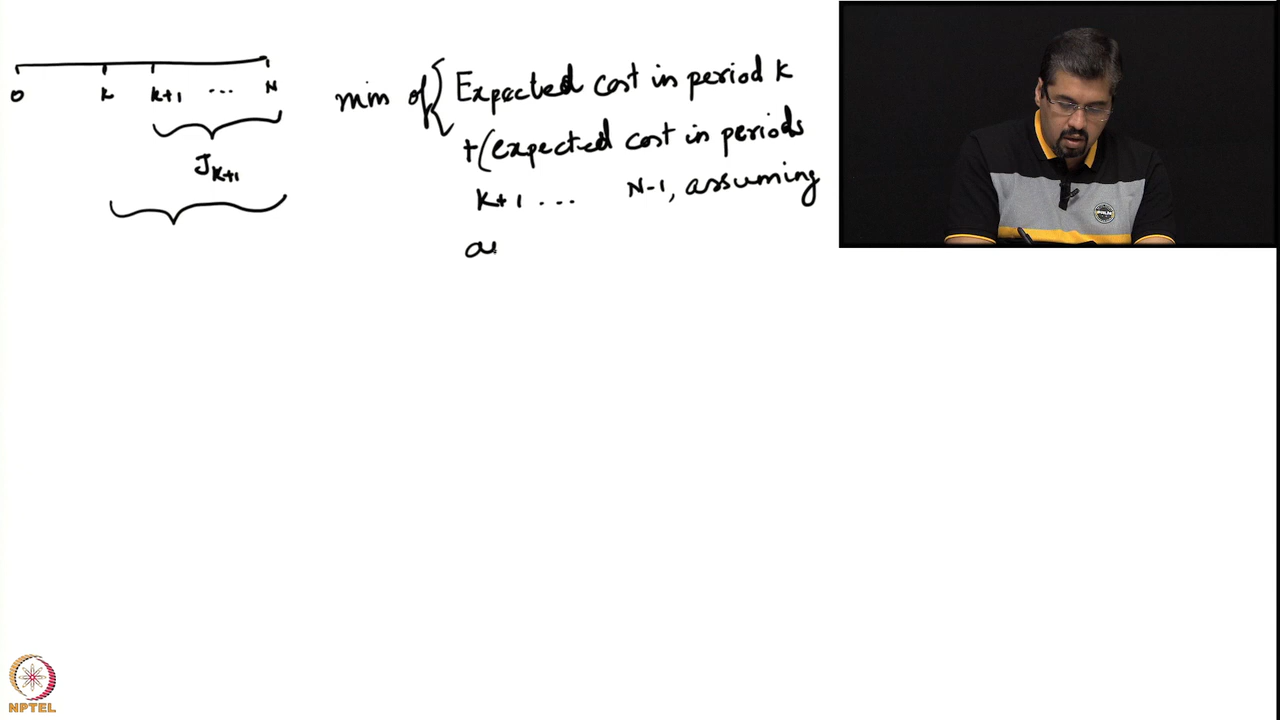 0 k k+1 ... N
J_{k+1}
min of { Expected cost in period k
+(expected cost in periods
k+1 ... N-1, assuming
a
NPTEL